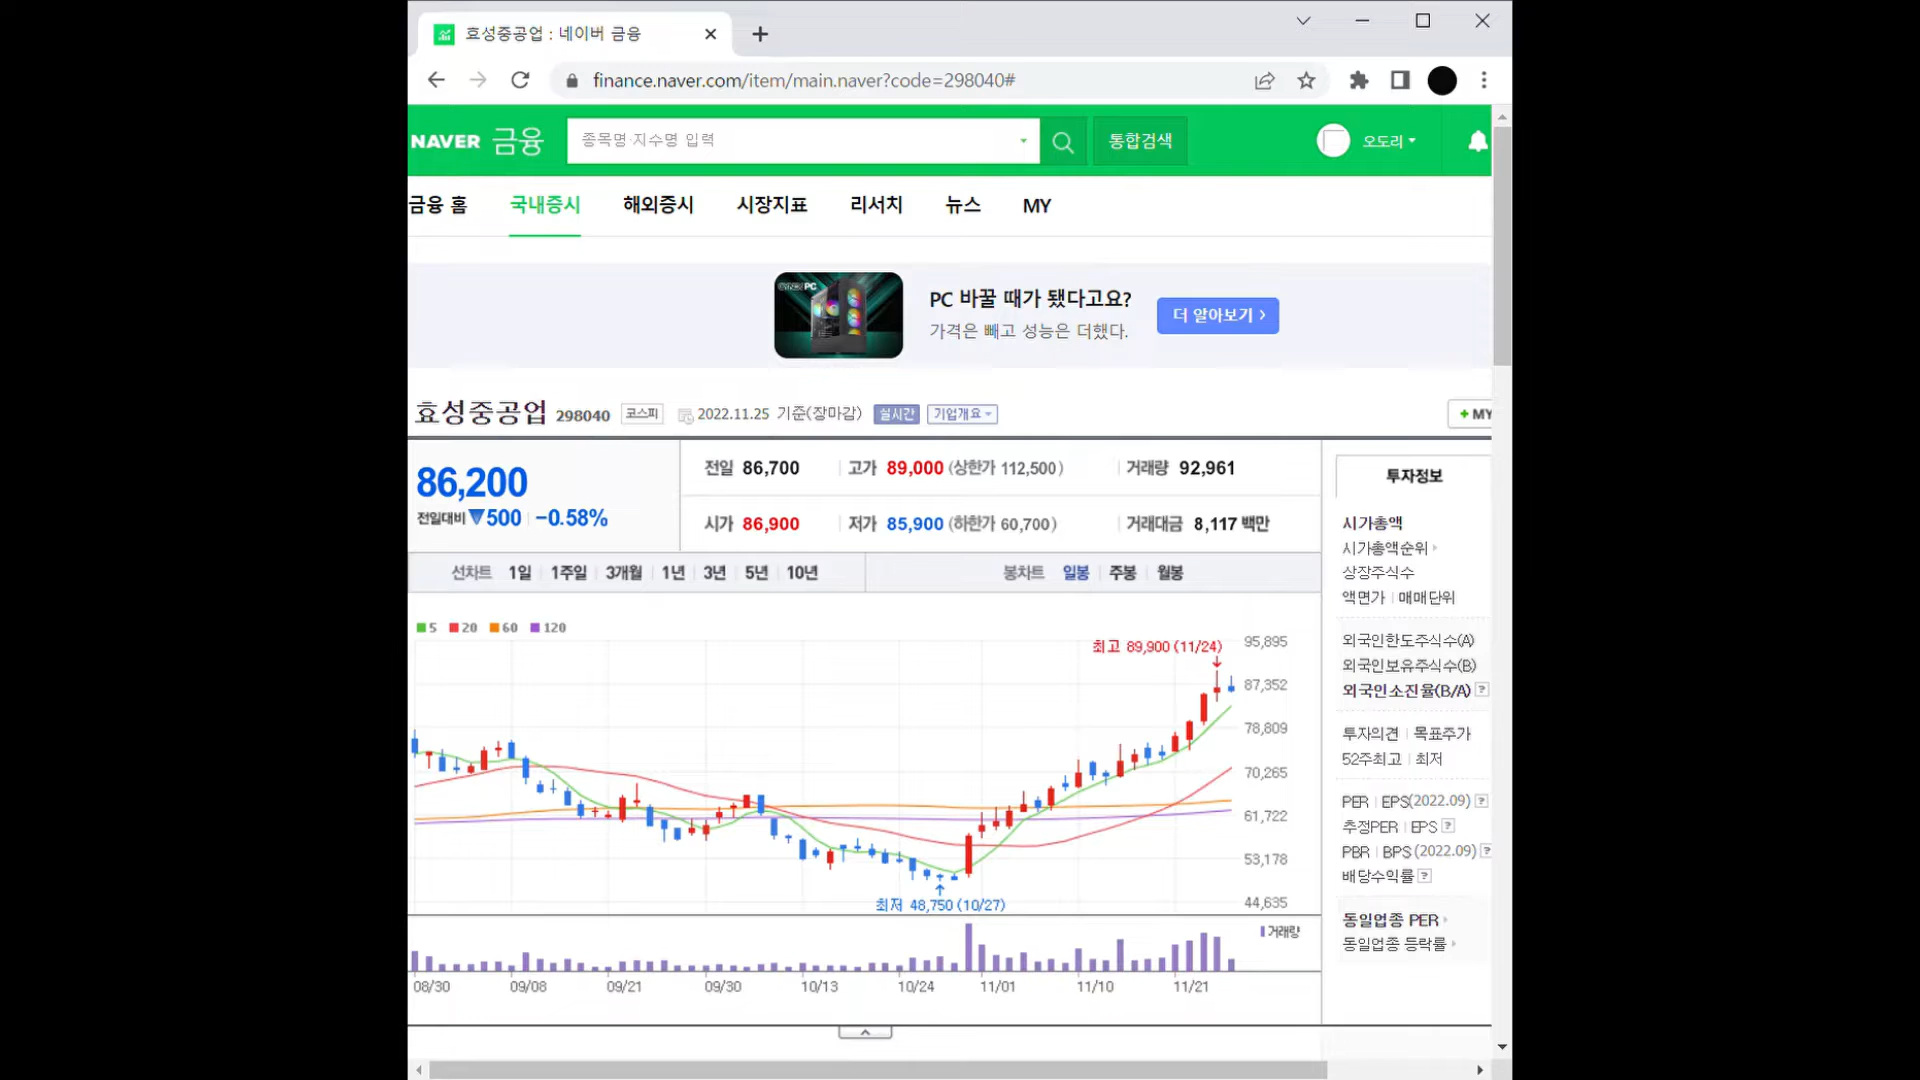 효성중공업 : 네이버 금융
finance.naver.com/item/main.naver?code=298040#
NAVER 금융
종목명·지수명 입력
통합검색
오도리
금융 홈 국내증시 해외증시 시장지표 리서치 뉴스 MY
PC 바꿀 때가 됐다고요?
가격은 빼고 성능은 더했다.
더 알아보기 >
효성중공업 298040 코스피 2022.11.25 기준(장마감) 실시간 기업개요
+ MY
86,200
전일대비 ▼500 -0.58%
전일 86,700 고가 89,000 (상한가 112,500) 거래량 92,961
시가 86,900 저가 85,900 (하한가 60,700) 거래대금 8,117 백만
선차트 1일 1주일 3개월 1년 3년 5년 10년
봉차트 일봉 주봉 월봉
5 20 60 120
최고 89,900 (11/24)
95,895
87,352
78,809
70,265
61,722
53,178
44,635
최저 48,750 (10/27)
거래량
08/30 09/08 09/21 09/30 10/13 10/24 11/01 11/10 11/21
투자정보
시가총액
시가총액순위
상장주식수
액면가 매매단위
외국인한도주식수(A)
외국인보유주식수(B)
외국인소진율(B/A) ?
투자의견 목표주가
52주최고 최저
PER EPS(2022.09) ?
추정PER EPS ?
PBR BPS (2022.09) ?
배당수익률 ?
동일업종 PER
동일업종 등락률